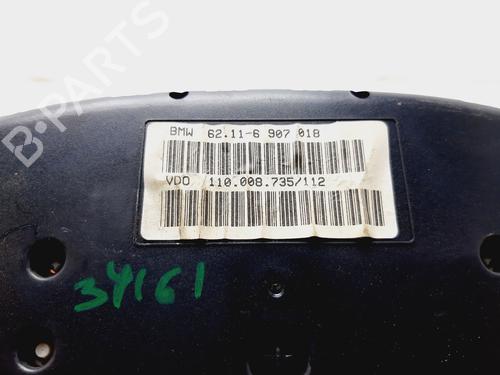 BMW 62.11-6 907 018
VDO 110.008.735/112
34161
B-PARTS